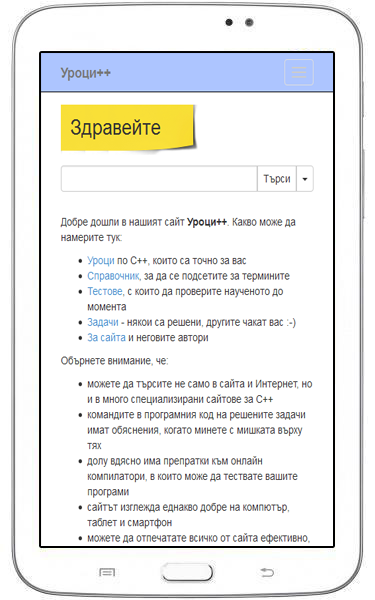 Уроци++
Здравейте
Търси
Добре дошли в нашият сайт Уроци++. Какво може да
намерите тук:
Уроци по С++, които са точно за вас
Справочник, за да се подсетите за термините
Тестове, с които да проверите наученото до
момента
Задачи - някои са решени, другите чакат вас :-)
За сайта и неговите автори
Обърнете внимание, че:
можете да търсите не само в сайта и Интернет, но
и в много специализирани сайтове за С++
командите в програмния код на решените задачи
имат обяснения, когато минете с мишката върху
тях
долу вдясно има препратки към онлайн
компилатори, в които може да тествате вашите
програми
сайтът изглежда еднакво добре на компютър,
таблет и смартфон
можете да отпечатате всичко от сайта ефективно,